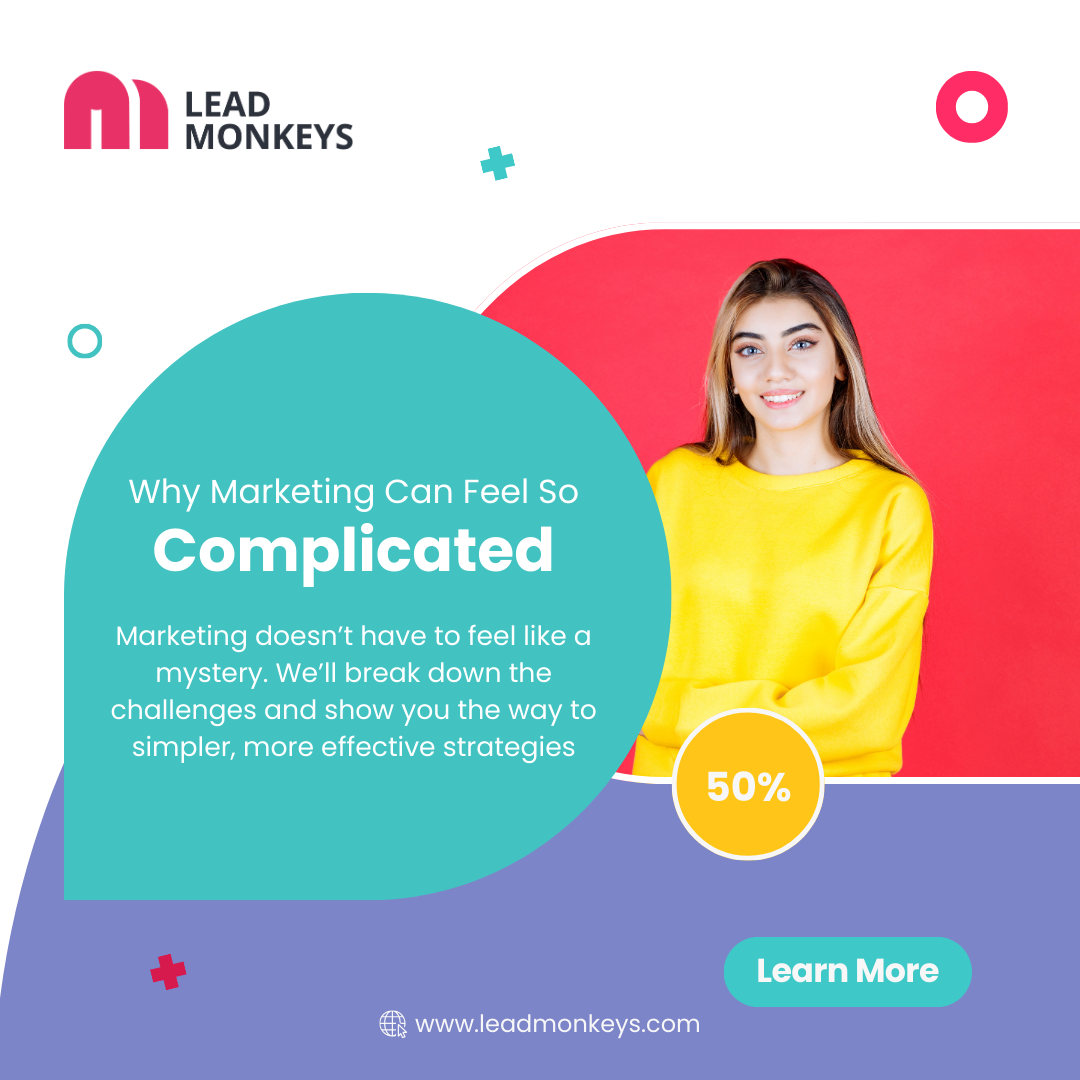 LEAD
MONKEYS
Why Marketing Can Feel So
Complicated
Marketing doesn’t have to feel like a
mystery. We’ll break down the
challenges and show you the way to
simpler, more effective strategies
50%
Learn More
www.leadmonkeys.com